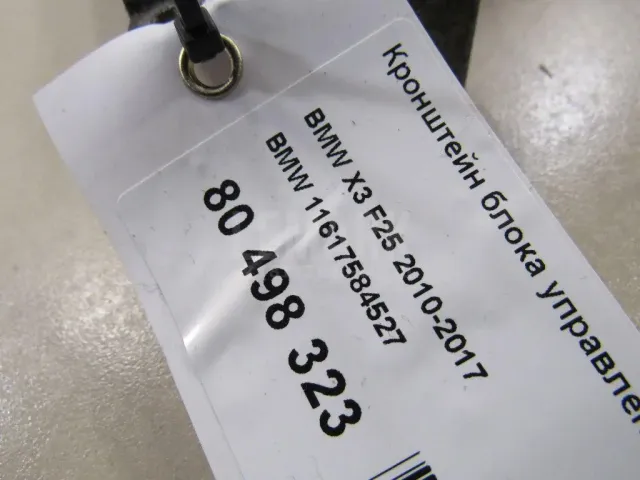 Кронштейн блока управлен
BMW X3 F25 2010-2017
BMW 11617584527
80 498 323